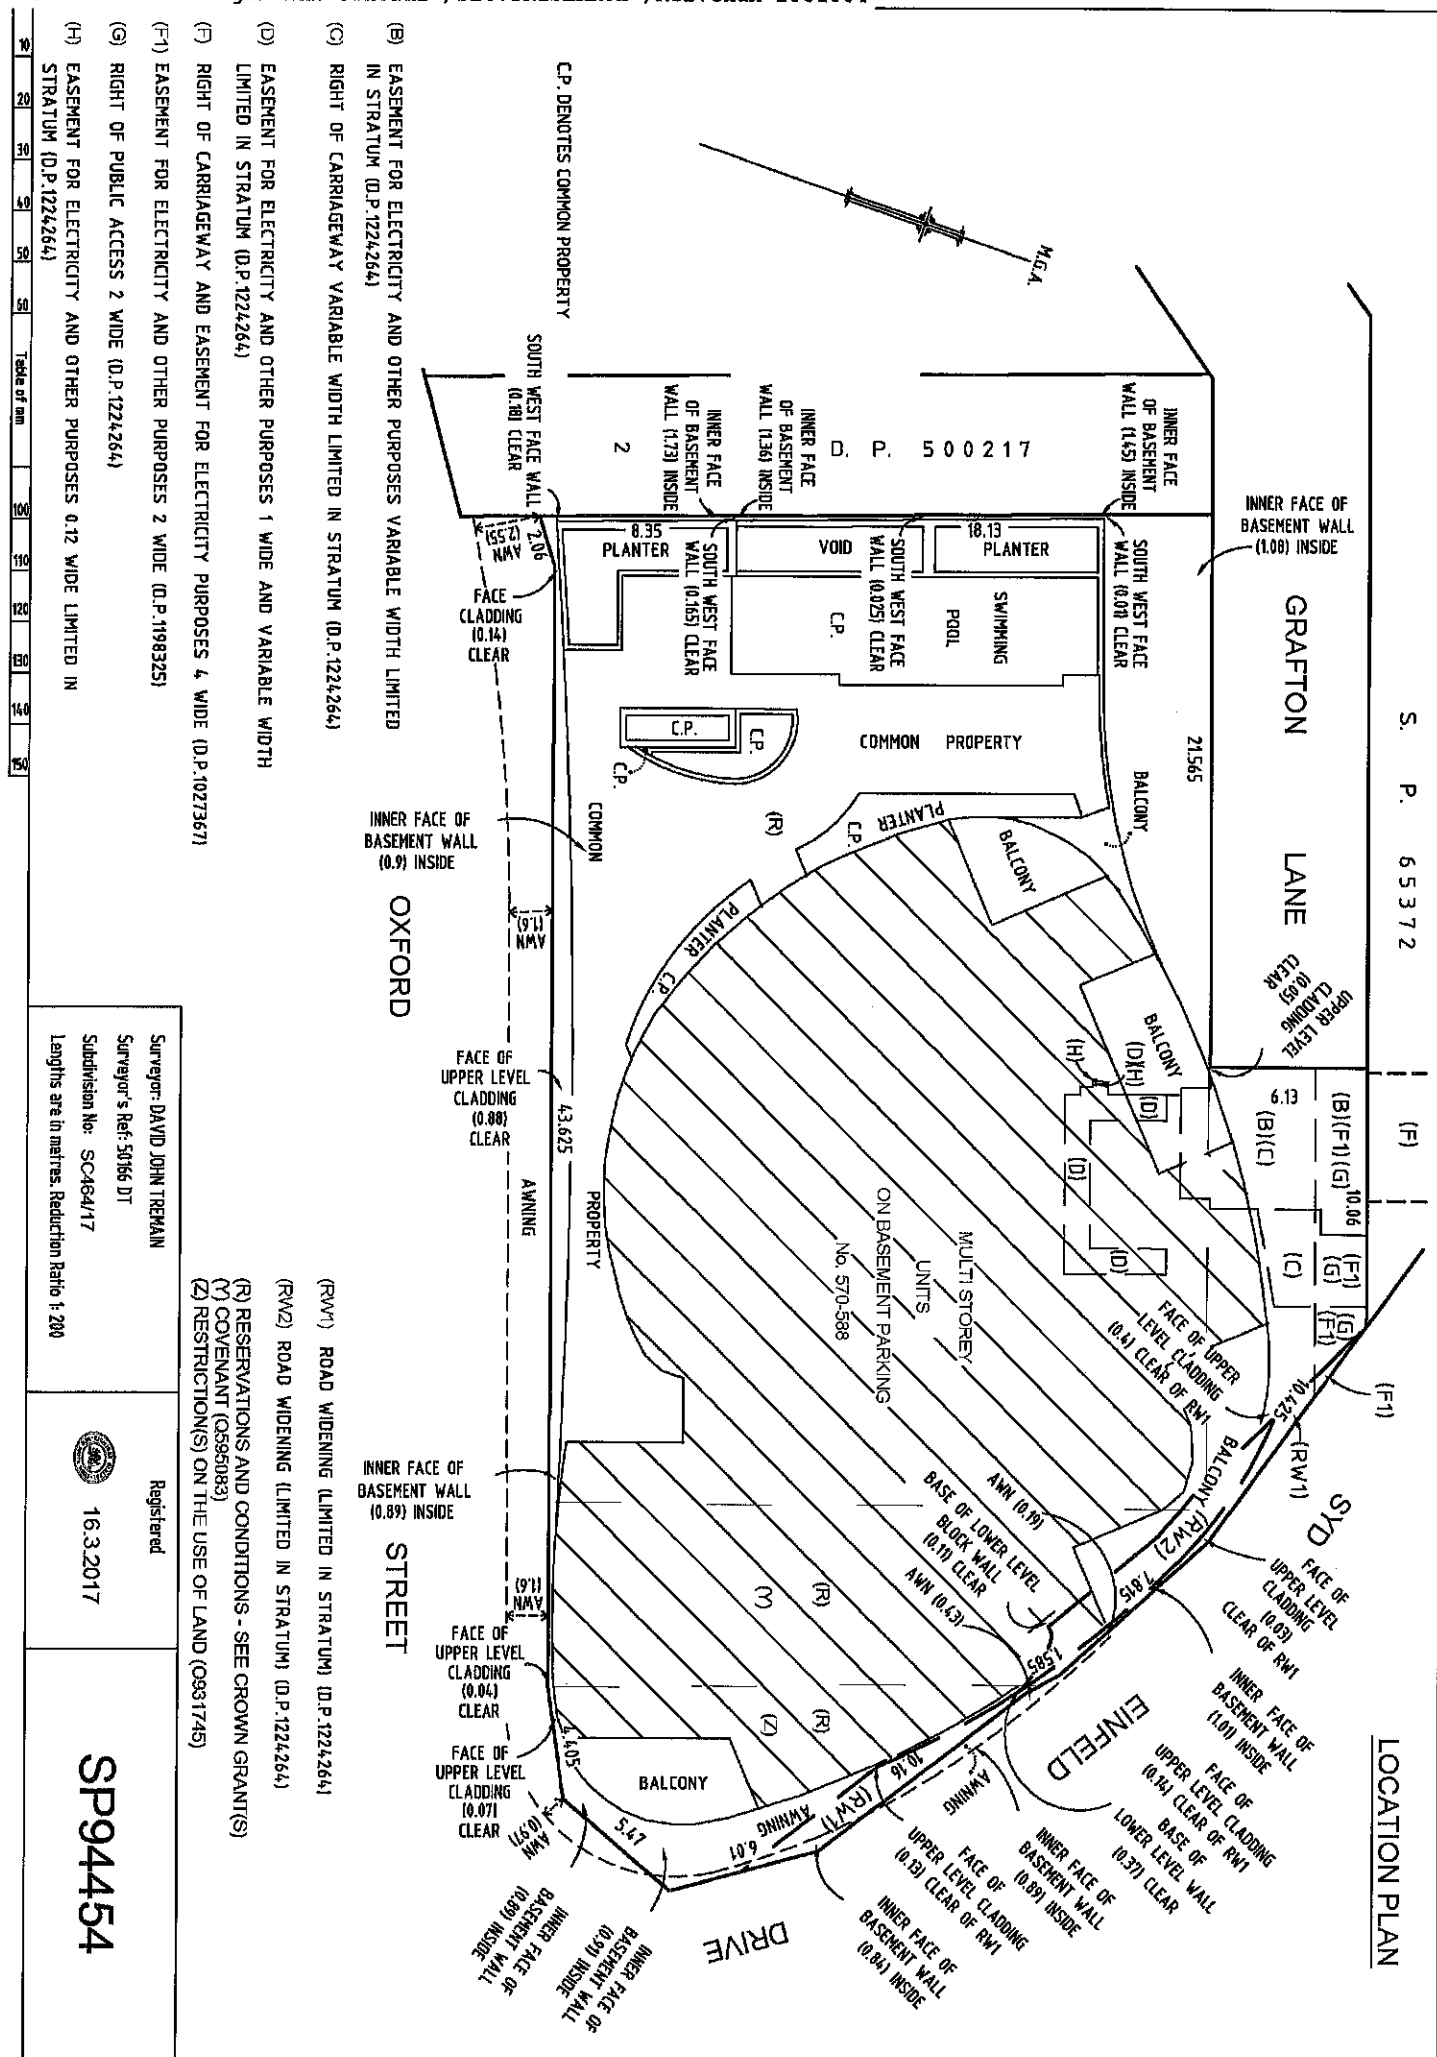 LOCATION PLAN
S. P. 65372
(F)
(F1)
GRAFTON LANE
SYD EINFELD DRIVE
M.G.A.
INNER FACE OF
BASEMENT WALL
(1.08) INSIDE
21.565
UPPER LEVEL
CLADDING
(0.05)
CLEAR
6.13
(B)(F1)(G)
10.06
(B)(C)
(F1)
(G)
(C)
(G)
(F1)
10.425
(RW1)
INNER FACE
OF BASEMENT
WALL (1.45) INSIDE
SOUTH WEST FACE
WALL (0.01) CLEAR
BALCONY
D. P. 500217
2
INNER FACE
OF BASEMENT
WALL (1.36) INSIDE
SOUTH WEST FACE
WALL (0.025) CLEAR
INNER FACE
OF BASEMENT
WALL (1.73) INSIDE
SOUTH WEST FACE
WALL (0.165) CLEAR
SOUTH WEST FACE WALL
(0.18) CLEAR
18.13
PLANTER
VOID
8.35
PLANTER
SWIMMING
POOL
C.P.
COMMON PROPERTY
C.P.
C.P.
C.P.
(R)
PLANTER
C.P.
PLANTER
C.P.
BALCONY
BALCONY
(H)
(D)(H)
(D)
(D)
(D)
MULTI STOREY
UNITS
ON BASEMENT PARKING
No. 570-588
FACE OF UPPER
LEVEL CLADDING
(0.4) CLEAR OF RW1
BALCONY (RW2)
AWN (0.19)
BASE OF LOWER LEVEL
BLOCK WALL
(0.11) CLEAR
AWN (0.43)
7.815
1.585
FACE OF
UPPER LEVEL
CLADDING
(0.03)
CLEAR OF RW1
INNER FACE OF
BASEMENT WALL
(1.01) INSIDE
FACE OF
UPPER LEVEL CLADDING
(0.14) CLEAR OF RW1
BASE OF
LOWER LEVEL WALL
(0.37) CLEAR
INNER FACE OF
BASEMENT WALL
(0.89) INSIDE
FACE OF
UPPER LEVEL CLADDING
(0.13) CLEAR OF RW1
INNER FACE OF
BASEMENT WALL
(0.84) INSIDE
AWNING
10.16
(RW1)
AWNING
6.01
5.47
BALCONY
4.405
(R)
(Y)
(R)
(Z)
INNER FACE OF
BASEMENT WALL
(0.91) INSIDE
INNER FACE OF
BASEMENT WALL
(0.89) INSIDE
AWN
(0.97)
FACE OF
UPPER LEVEL
CLADDING
(0.07)
CLEAR
FACE OF
UPPER LEVEL
CLADDING
(0.04)
CLEAR
AWN
(1.6)
INNER FACE OF
BASEMENT WALL
(0.89) INSIDE
COMMON PROPERTY
43.625
AWNING
FACE OF
UPPER LEVEL
CLADDING
(0.88)
CLEAR
AWN
(1.6)
INNER FACE OF
BASEMENT WALL
(0.9) INSIDE
FACE
CLADDING
(0.14)
CLEAR
2.06
AWN
(2.55)
OXFORD STREET
C.P. DENOTES COMMON PROPERTY
(B) EASEMENT FOR ELECTRICITY AND OTHER PURPOSES VARIABLE WIDTH LIMITED
IN STRATUM (D.P.1224264)
(C) RIGHT OF CARRIAGEWAY VARIABLE WIDTH LIMITED IN STRATUM (D.P.1224264)
(D) EASEMENT FOR ELECTRICITY AND OTHER PURPOSES 1 WIDE AND VARIABLE WIDTH
LIMITED IN STRATUM (D.P.1224264)
(F) RIGHT OF CARRIAGEWAY AND EASEMENT FOR ELECTRICITY PURPOSES 4 WIDE (D.P.1027367)
(F1) EASEMENT FOR ELECTRICITY AND OTHER PURPOSES 2 WIDE (D.P.1198325)
(G) RIGHT OF PUBLIC ACCESS 2 WIDE (D.P.1224264)
(H) EASEMENT FOR ELECTRICITY AND OTHER PURPOSES 0.12 WIDE LIMITED IN
STRATUM (D.P.1224264)
(RW1) ROAD WIDENING (LIMITED IN STRATUM) (D.P.1224264)
(RW2) ROAD WIDENING (LIMITED IN STRATUM) (D.P.1224264)
(R) RESERVATIONS AND CONDITIONS - SEE CROWN GRANT(S)
(Y) COVENANT (Q595083)
(Z) RESTRICTION(S) ON THE USE OF LAND (O931745)
Surveyor: DAVID JOHN TREMAIN
Surveyor's Ref: 50166 DT
Subdivision No: SC464/17
Lengths are in metres. Reduction Ratio 1: 200
Registered
16.3.2017
SP94454
10 20 30 40 50 60 Table of mm 100 110 120 130 140 150